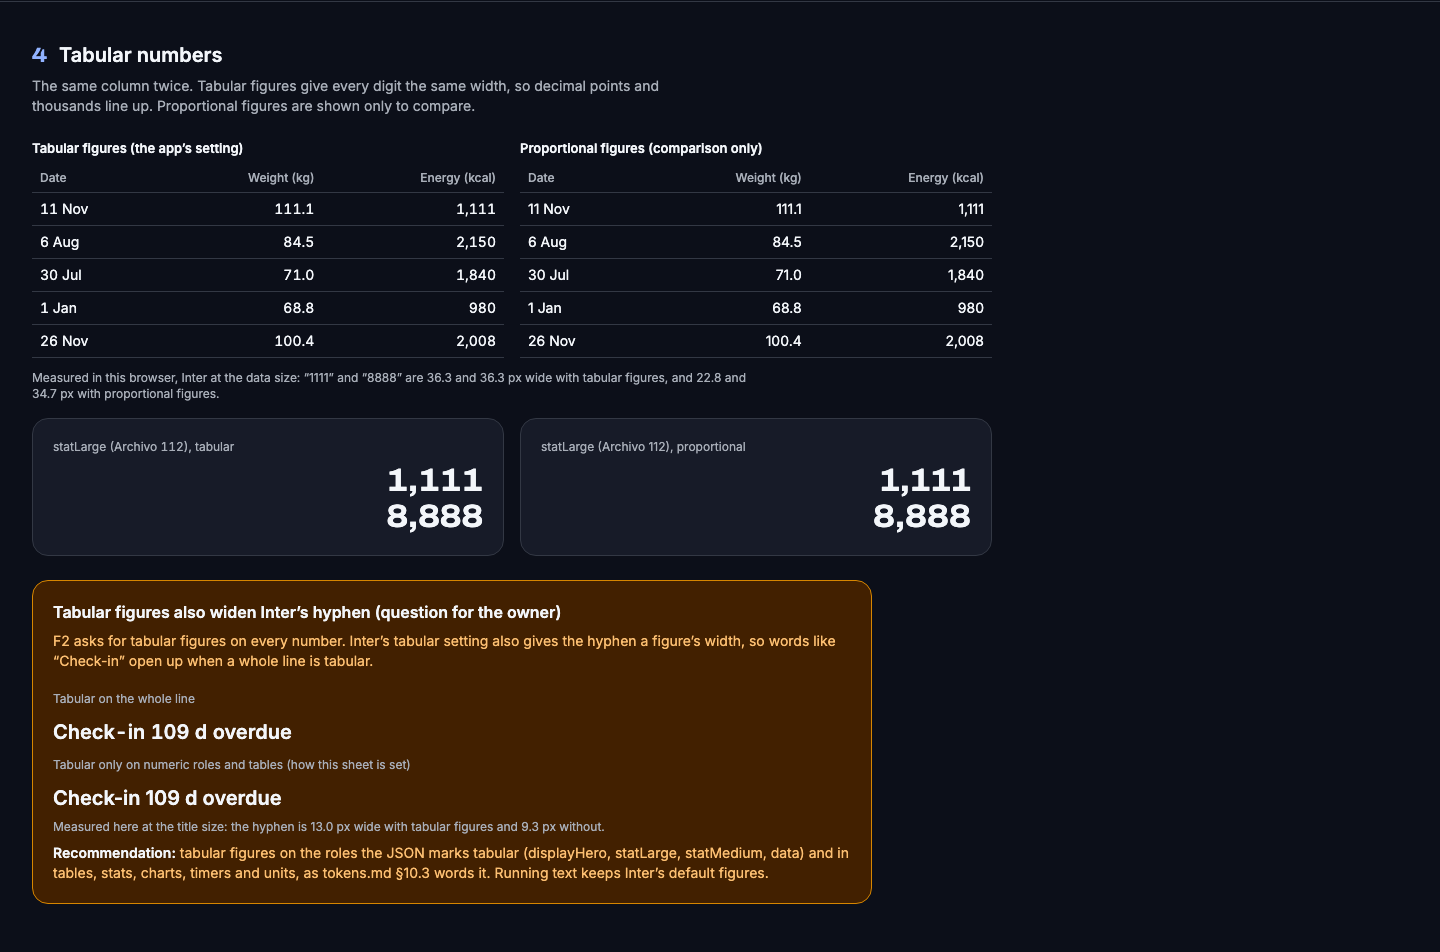 4 Tabular numbers
The same column twice. Tabular figures give every digit the same width, so decimal points and
thousands line up. Proportional figures are shown only to compare.
Tabular figures (the app’s setting)
Date Weight (kg) Energy (kcal)
11 Nov 111.1 1,111
6 Aug 84.5 2,150
30 Jul 71.0 1,840
1 Jan 68.8 980
26 Nov 100.4 2,008
Proportional figures (comparison only)
Date Weight (kg) Energy (kcal)
11 Nov 111.1 1,111
6 Aug 84.5 2,150
30 Jul 71.0 1,840
1 Jan 68.8 980
26 Nov 100.4 2,008
Measured in this browser, Inter at the data size: “1111” and “8888” are 36.3 and 36.3 px wide with tabular figures, and 22.8 and
34.7 px with proportional figures.
statLarge (Archivo 112), tabular
1,111
8,888
statLarge (Archivo 112), proportional
1,111
8,888
Tabular figures also widen Inter’s hyphen (question for the owner)
F2 asks for tabular figures on every number. Inter’s tabular setting also gives the hyphen a figure’s width, so words like
“Check-in” open up when a whole line is tabular.
Tabular on the whole line
Check-in 109 d overdue
Tabular only on numeric roles and tables (how this sheet is set)
Check-in 109 d overdue
Measured here at the title size: the hyphen is 13.0 px wide with tabular figures and 9.3 px without.
Recommendation: tabular figures on the roles the JSON marks tabular (displayHero, statLarge, statMedium, data) and in
tables, stats, charts, timers and units, as tokens.md §10.3 words it. Running text keeps Inter’s default figures.